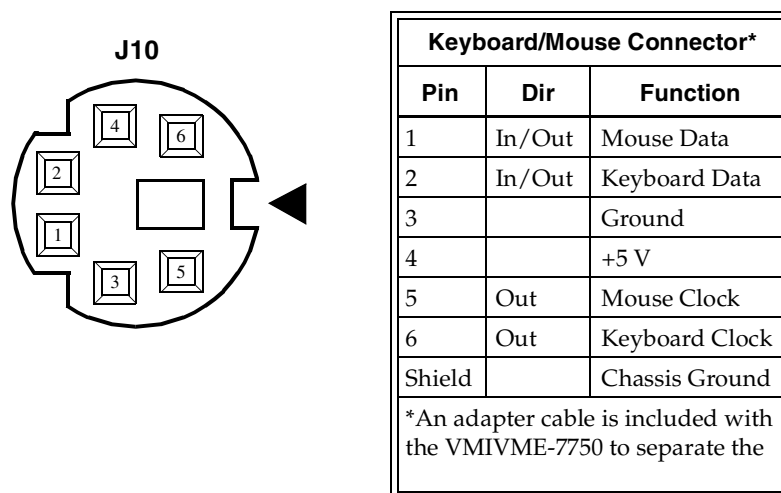 J10
4
6
2
1
3
5
Keyboard/Mouse Connector*
Pin Dir Function
1 In/Out Mouse Data
2 In/Out Keyboard Data
3 Ground
4 +5 V
5 Out Mouse Clock
6 Out Keyboard Clock
Shield Chassis Ground
*An adapter cable is included with
the VMIVME-7750 to separate the